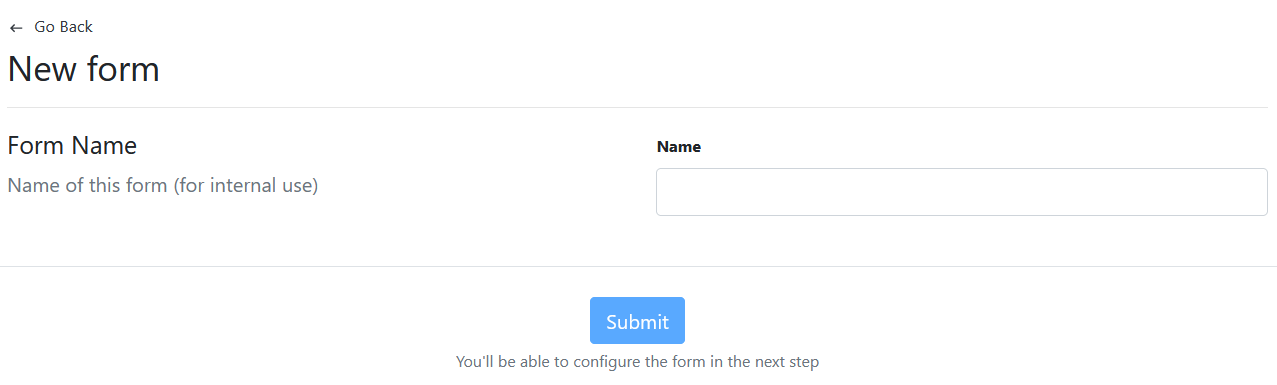 ← Go Back
New form
Form Name
Name
Name of this form (for internal use)
Submit
You'll be able to configure the form in the next step